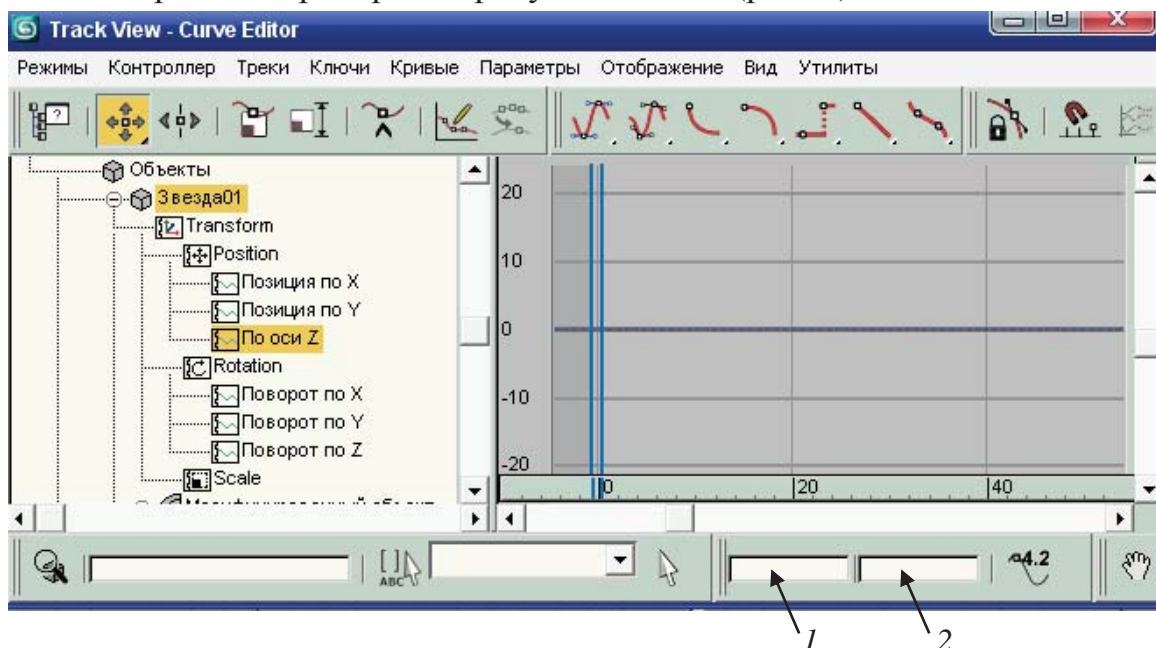 Track View - Curve Editor
Режимы Контроллер Треки Ключи Кривые Параметры Отображение Вид Утилиты
Объекты
Звезда01
Transform
Position
Позиция по X
Позиция по Y
По оси Z
Rotation
Поворот по X
Поворот по Y
Поворот по Z
Scale
20
10
0
-10
-20
0 20 40
[ ] ABC
4.2
1 2